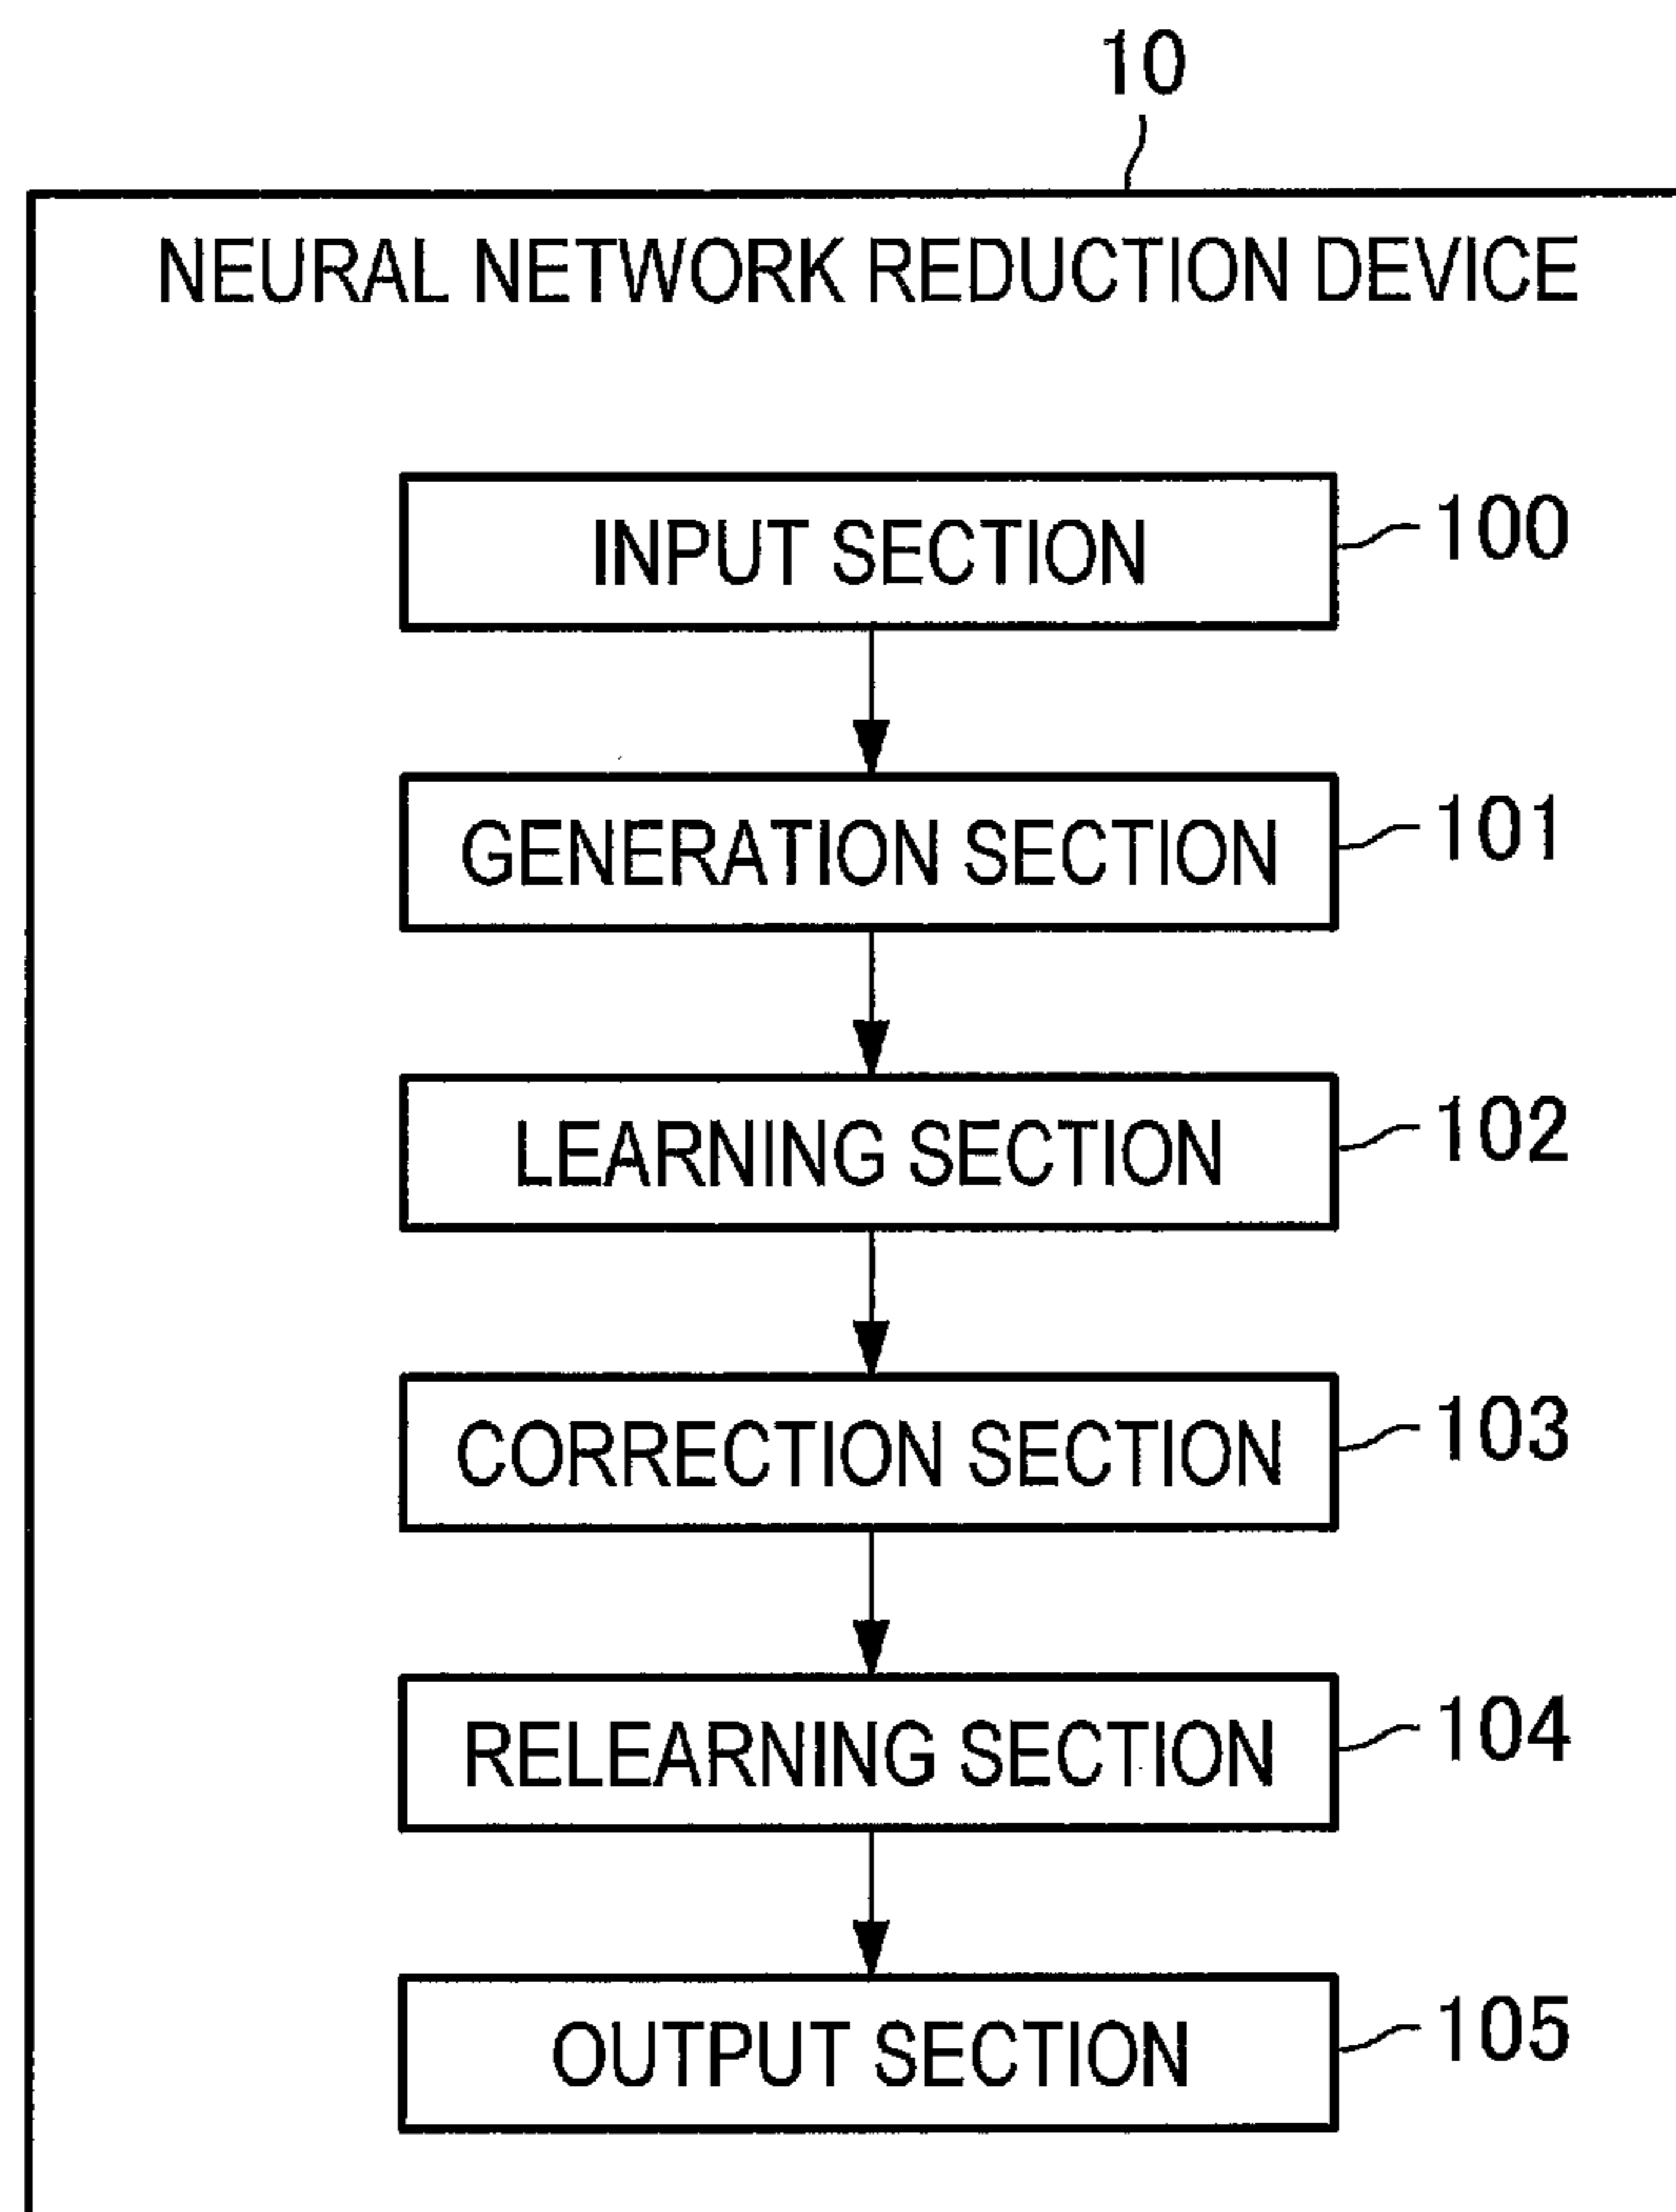 10
NEURAL NETWORK REDUCTION DEVICE
INPUT SECTION 100
GENERATION SECTION 101
LEARNING SECTION 102
CORRECTION SECTION 103
RELEARNING SECTION 104
OUTPUT SECTION 105